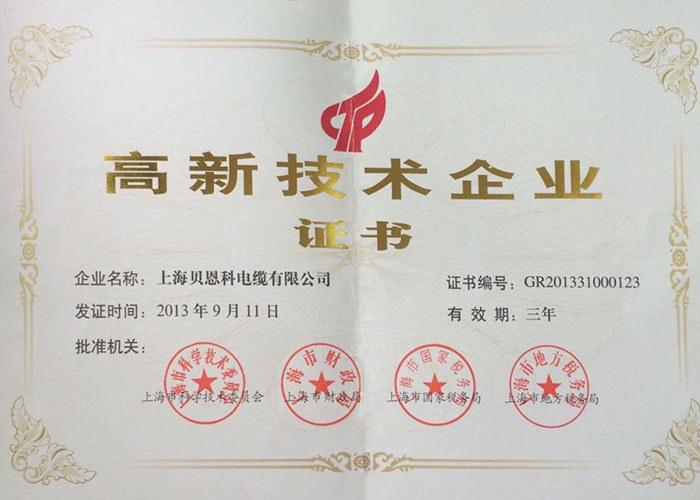 高新技术企业
证书
企业名称：上海贝恩科电缆有限公司 证书编号：GR201331000123
发证时间：2013 年 9 月 11 日 有 效 期：三年
批准机关：
上海市科学技术委员会 上海市财政局 上海市国家税务局 上海市地方税务局
上海市科学技术委员会 上海市财政局 上海市国家税务局 上海市地方税务局